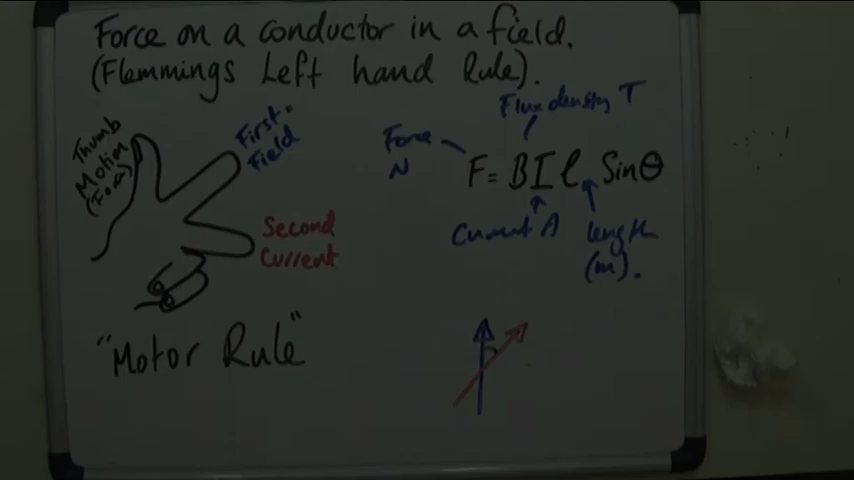 Force on a conductor in a field.
(Flemmings Left hand Rule).
Thumb
Motion
(Force)
First
Field
Second
Current
"Motor Rule"
Flux density T
Force
N
F = BIl Sinθ
Current A
length
(m).